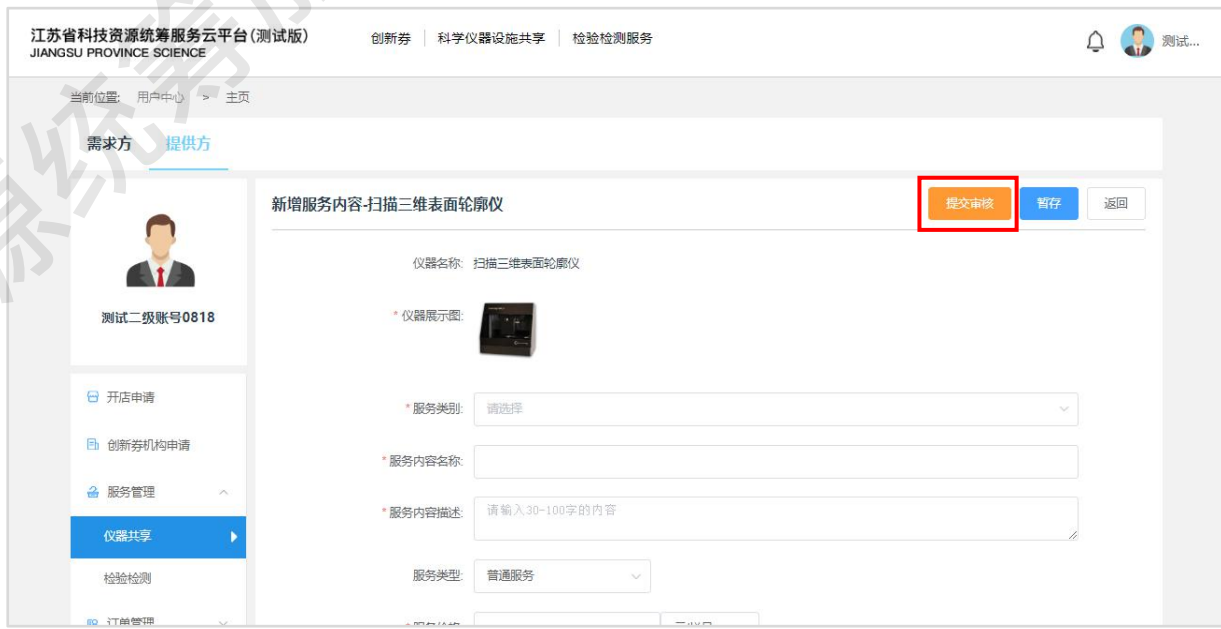 江苏省科技资源统筹服务云平台(测试版)
JIANGSU PROVINCE SCIENCE
创新券 科学仪器设施共享 检验检测服务
测试...
当前位置: 用户中心 > 主页
需求方 提供方
新增服务内容-扫描三维表面轮廓仪
提交审核 暂存 返回
测试二级账号0818
仪器名称: 扫描三维表面轮廓仪
* 仪器展示图:
* 服务类别: 请选择
* 服务内容名称:
* 服务内容描述: 请输入30-100字的内容
服务类型: 普通服务
开店申请
创新券机构申请
服务管理
仪器共享
检验检测
订单管理
源统筹